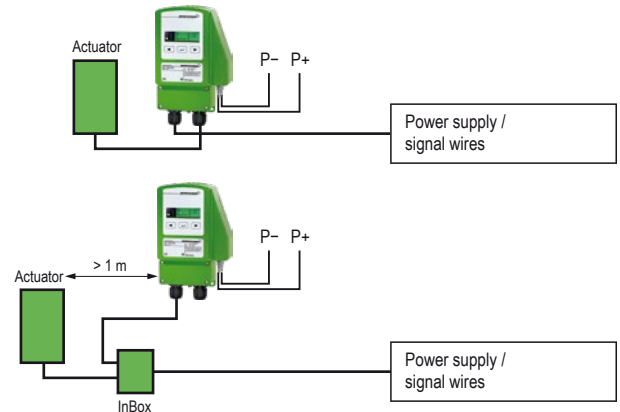 Actuator
P− P+
Power supply /
signal wires
> 1 m
P− P+
Actuator
Power supply /
signal wires
InBox